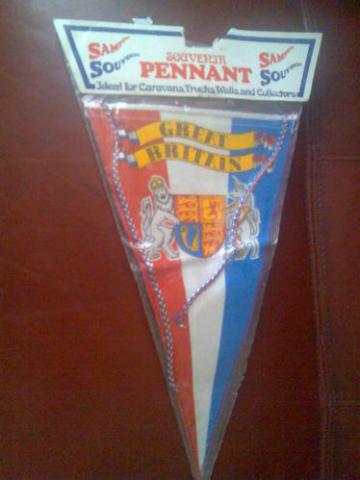 SOUVENIR
PENNANT
Ideal for Caravans, Trucks, Walls, and Collectors
GREAT
BRITAIN